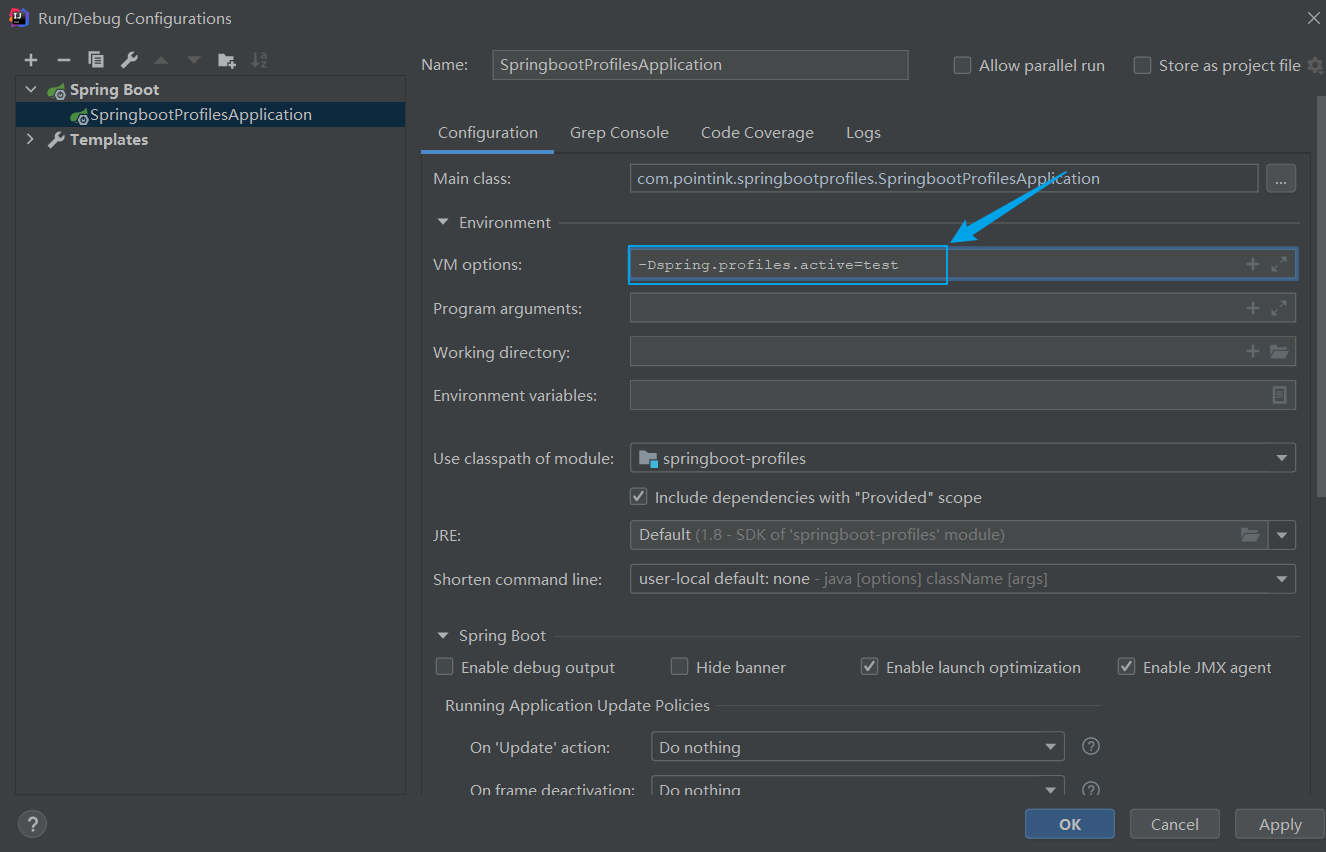 Run/Debug Configurations
Name: SpringbootProfilesApplication Allow parallel run Store as project file
Spring Boot
SpringbootProfilesApplication
Templates
Configuration Grep Console Code Coverage Logs
Main class: com.pointink.springbootprofiles.SpringbootProfilesApplication ...
Environment
VM options: -Dspring.profiles.active=test
Program arguments:
Working directory:
Environment variables:
Use classpath of module: springboot-profiles
Include dependencies with "Provided" scope
JRE: Default (1.8 - SDK of 'springboot-profiles' module)
Shorten command line: user-local default: none - java [options] className [args]
Spring Boot
Enable debug output Hide banner Enable launch optimization Enable JMX agent
Running Application Update Policies
On 'Update' action: Do nothing ?
On frame deactivation: Do nothing ?
? OK Cancel Apply